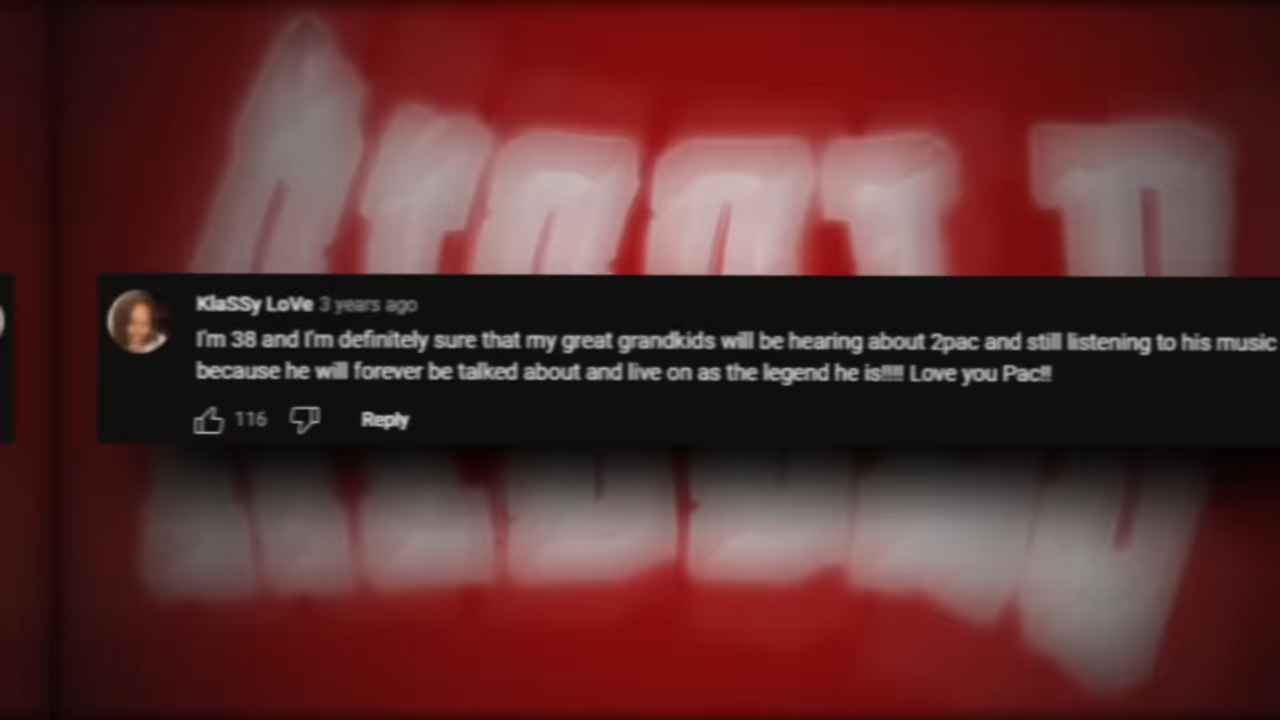 KlaSSy LoVe 3 years ago
I'm 38 and I'm definitely sure that my great grandkids will be hearing about 2pac and still listening to his music
because he will forever be talked about and live on as the legend he is!!!! Love you Pac!!
116 Reply